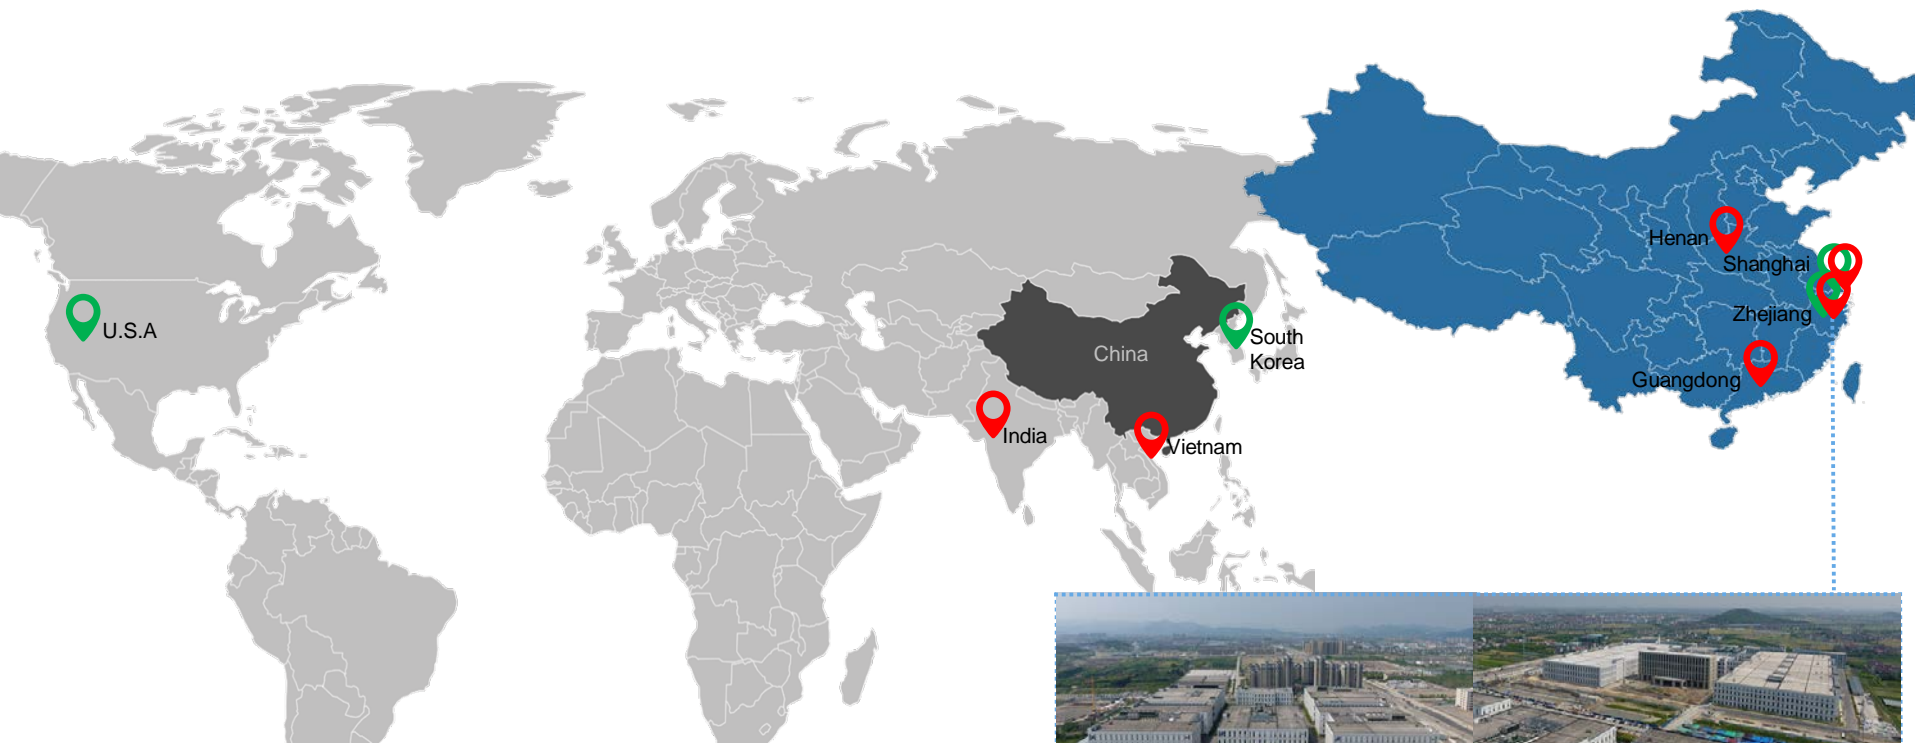 Henan
Shanghai
Zhejiang
Guangdong
U.S.A
China
South
Korea
India
Vietnam